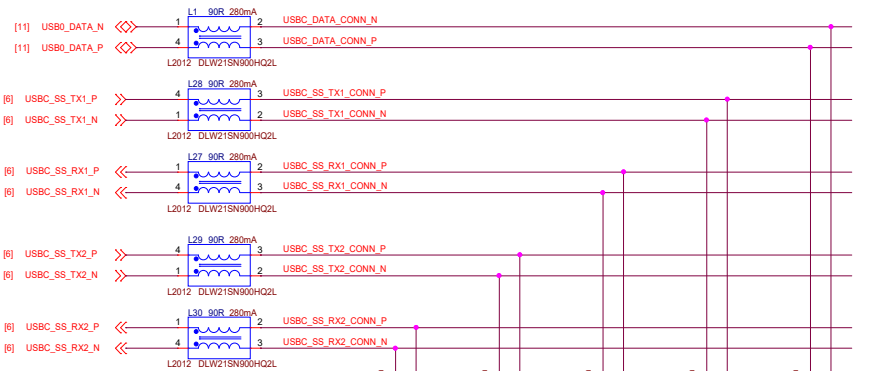 L1 90R 280mA
[11] USB0_DATA_N 1 2 USBC_DATA_CONN_N
[11] USB0_DATA_P 4 3 USBC_DATA_CONN_P
L2012 DLW21SN900HQ2L
L28 90R 280mA
[6] USBC_SS_TX1_P 4 3 USBC_SS_TX1_CONN_P
[6] USBC_SS_TX1_N 1 2 USBC_SS_TX1_CONN_N
L2012 DLW21SN900HQ2L
L27 90R 280mA
[6] USBC_SS_RX1_P 1 2 USBC_SS_RX1_CONN_P
[6] USBC_SS_RX1_N 4 3 USBC_SS_RX1_CONN_N
L2012 DLW21SN900HQ2L
L29 90R 280mA
[6] USBC_SS_TX2_P 4 3 USBC_SS_TX2_CONN_P
[6] USBC_SS_TX2_N 1 2 USBC_SS_TX2_CONN_N
L2012 DLW21SN900HQ2L
L30 90R 280mA
[6] USBC_SS_RX2_P 1 2 USBC_SS_RX2_CONN_P
[6] USBC_SS_RX2_N 4 3 USBC_SS_RX2_CONN_N
L2012 DLW21SN900HQ2L